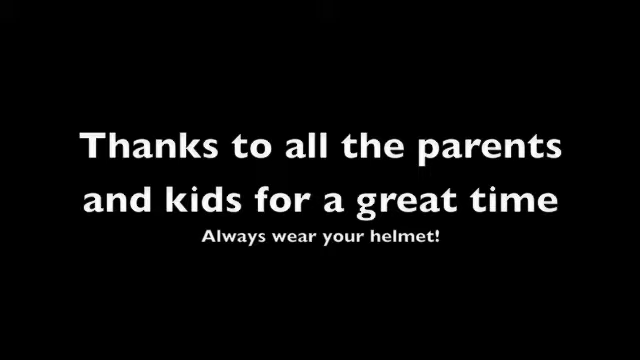 Thanks to all the parents
and kids for a great time
Always wear your helmet!